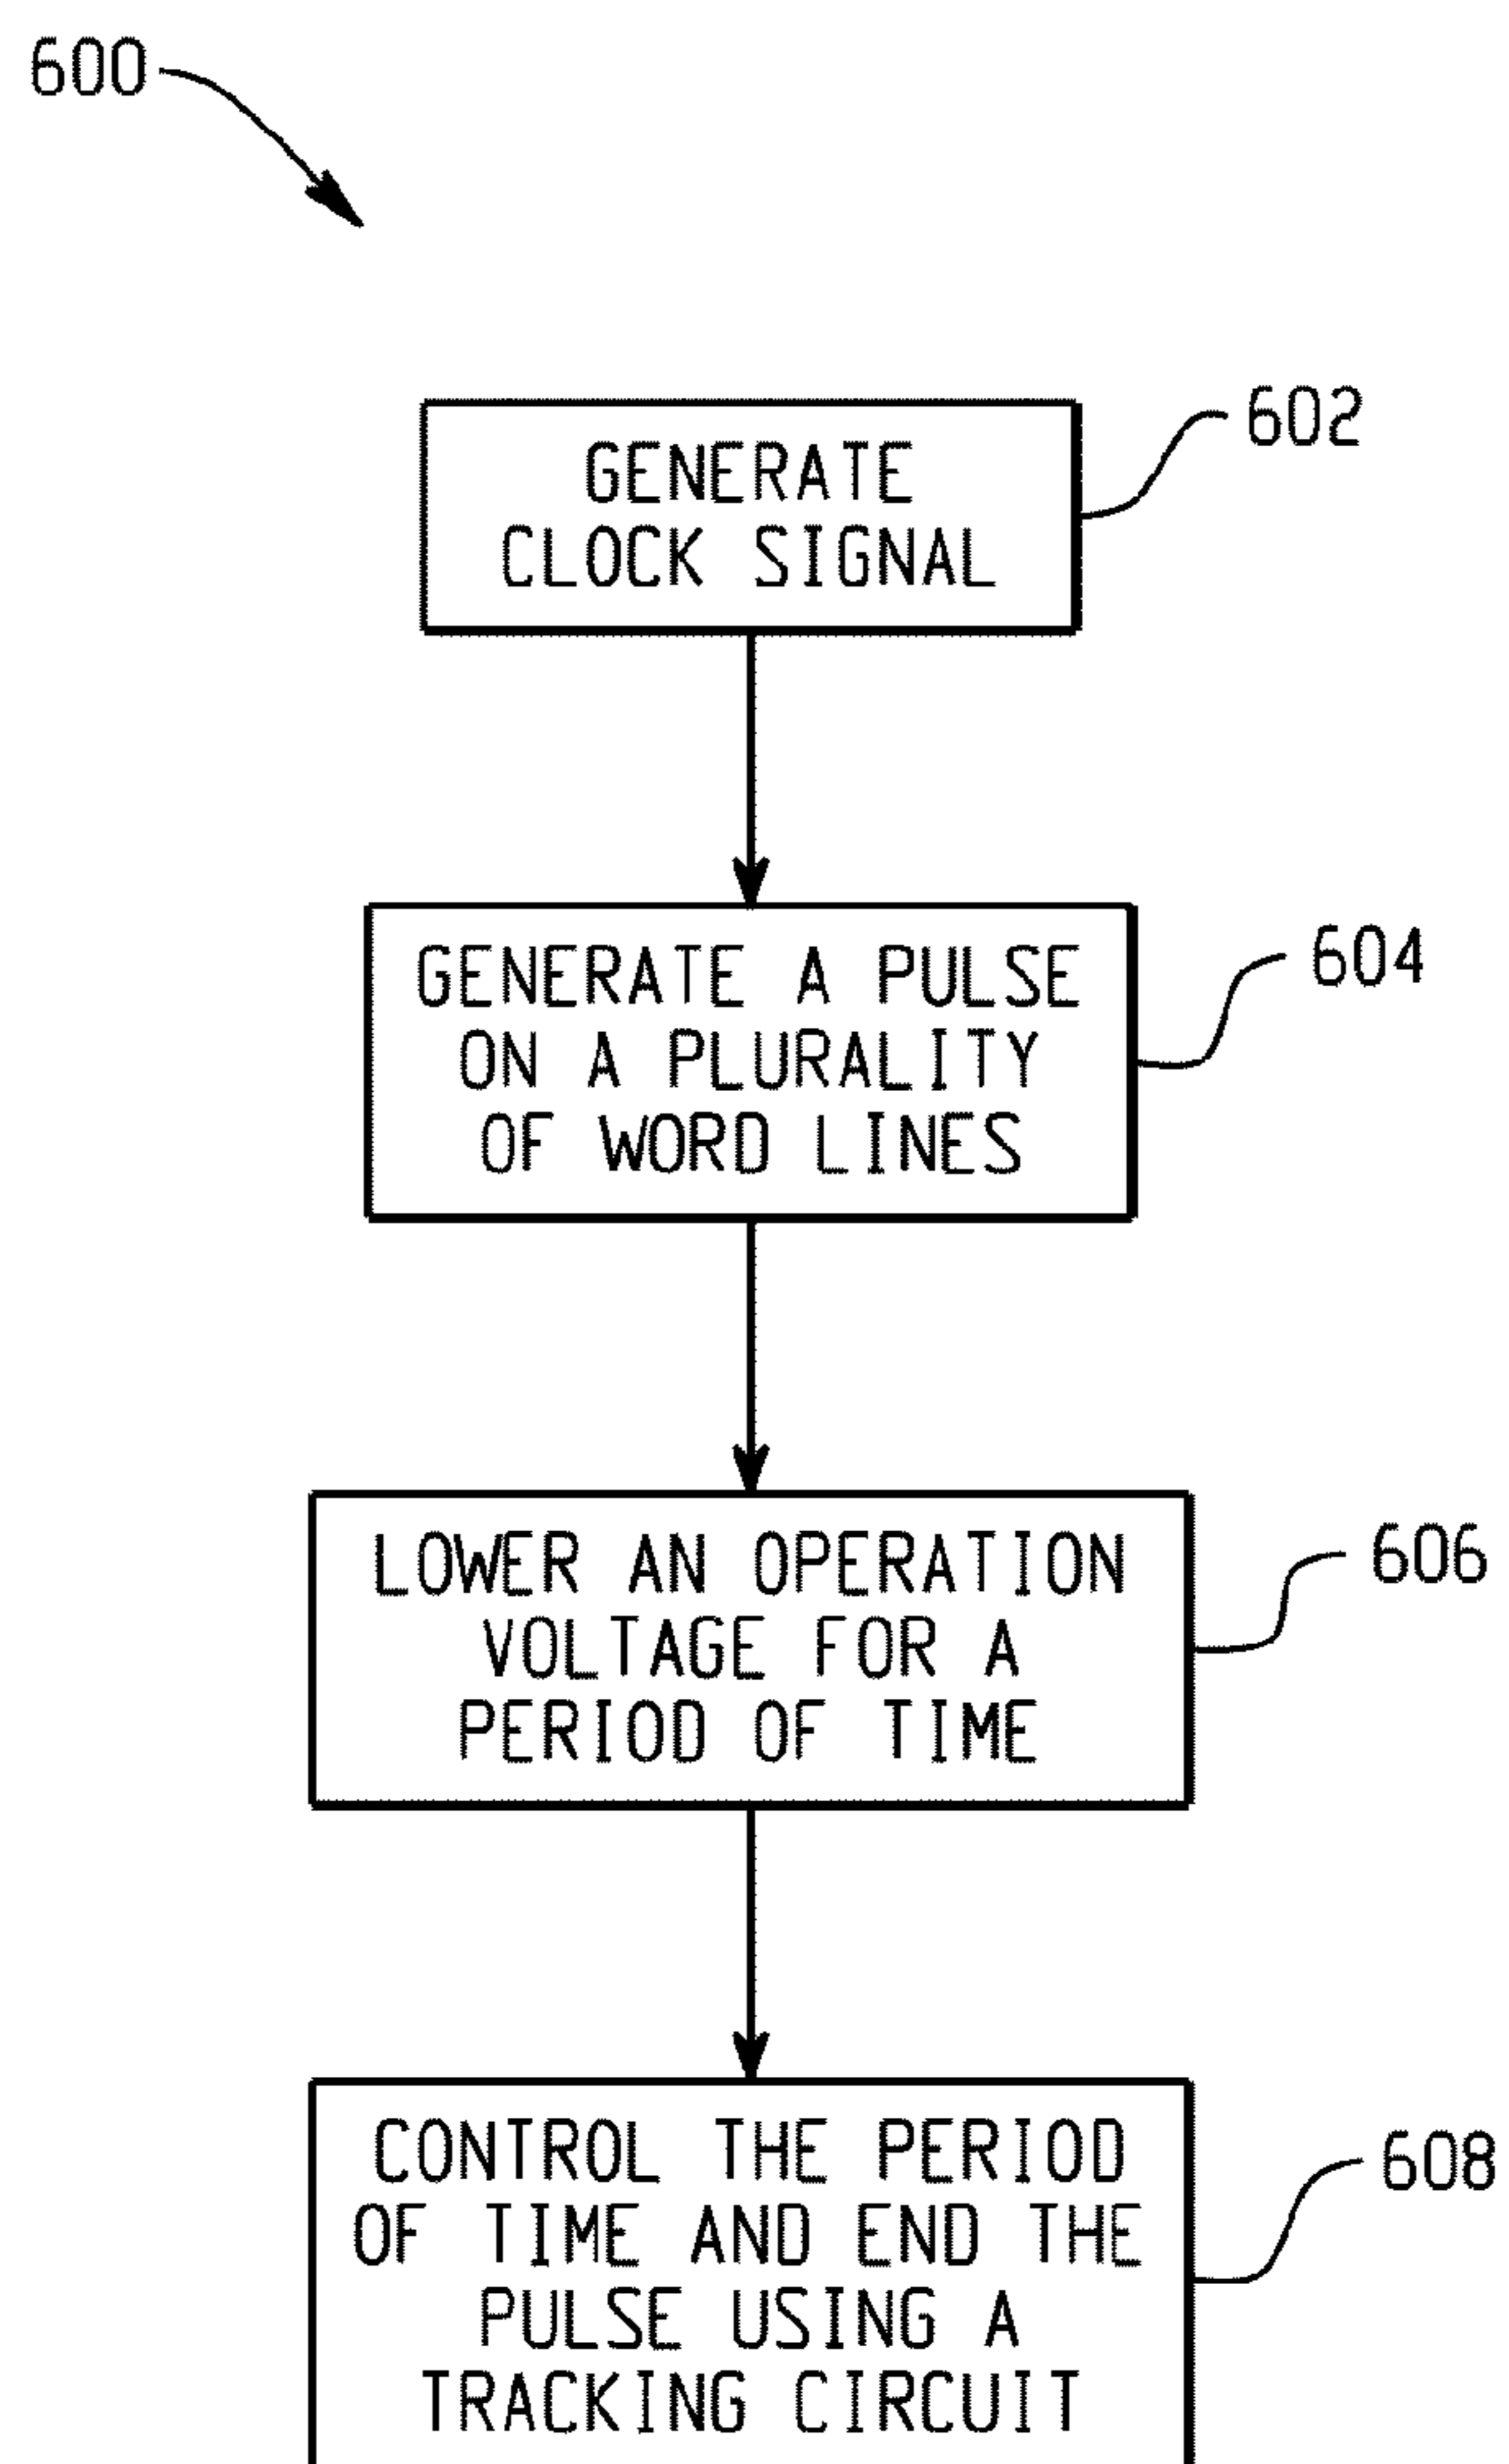 600
602
GENERATE
CLOCK SIGNAL
604
GENERATE A PULSE
ON A PLURALITY
OF WORD LINES
606
LOWER AN OPERATION
VOLTAGE FOR A
PERIOD OF TIME
608
CONTROL THE PERIOD
OF TIME AND END THE
PULSE USING A
TRACKING CIRCUIT